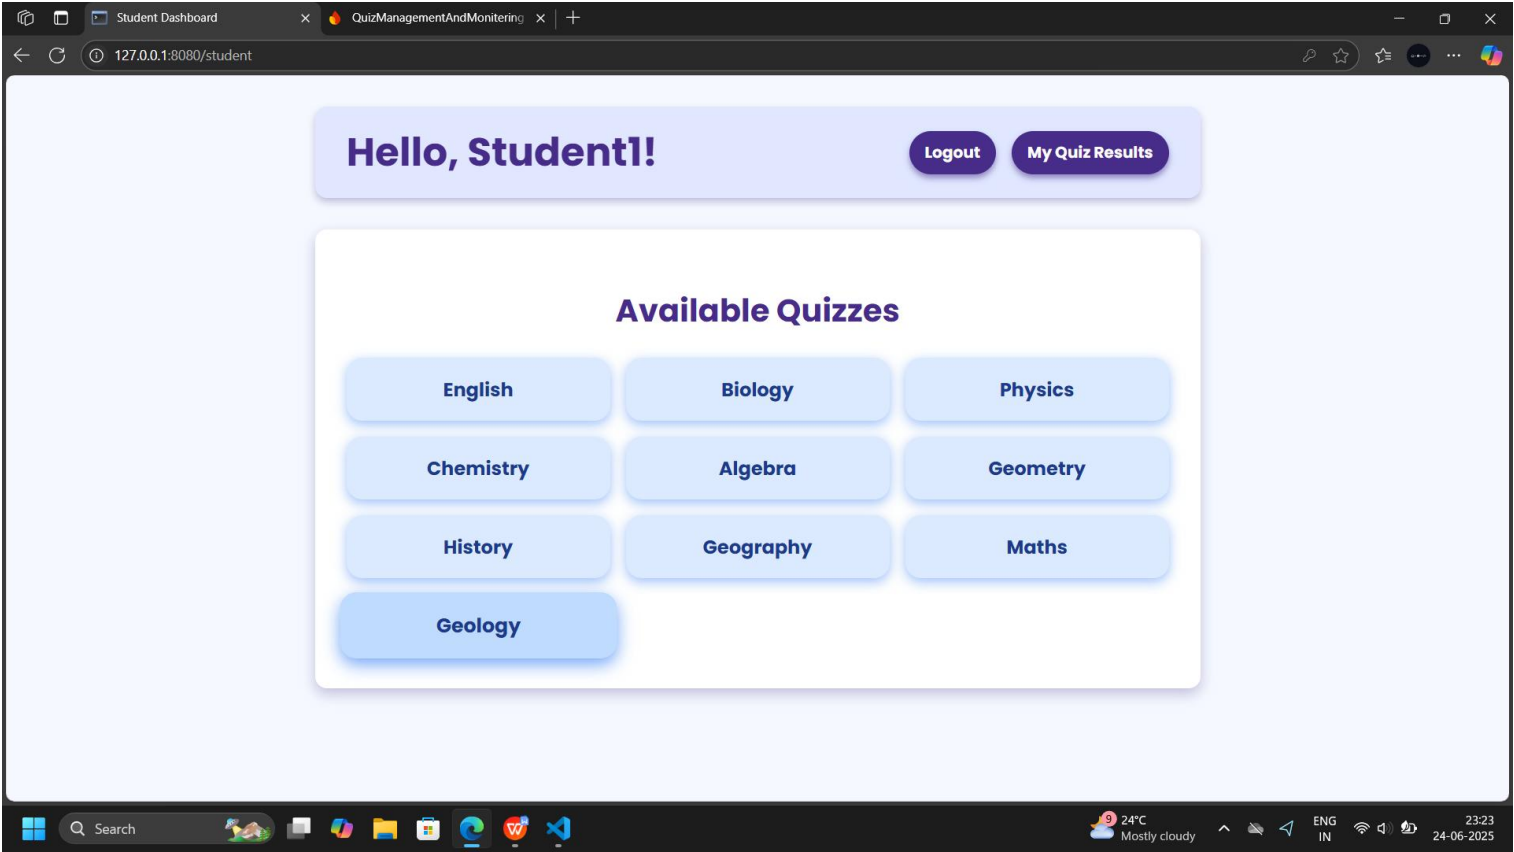 Student Dashboard
QuizManagementAndMonitering
127.0.0.1:8080/student
Hello, Student1!
Logout
My Quiz Results
Available Quizzes
English
Biology
Physics
Chemistry
Algebra
Geometry
History
Geography
Maths
Geology
Search
9
24°C
Mostly cloudy
ENG
IN
23:23
24-06-2025